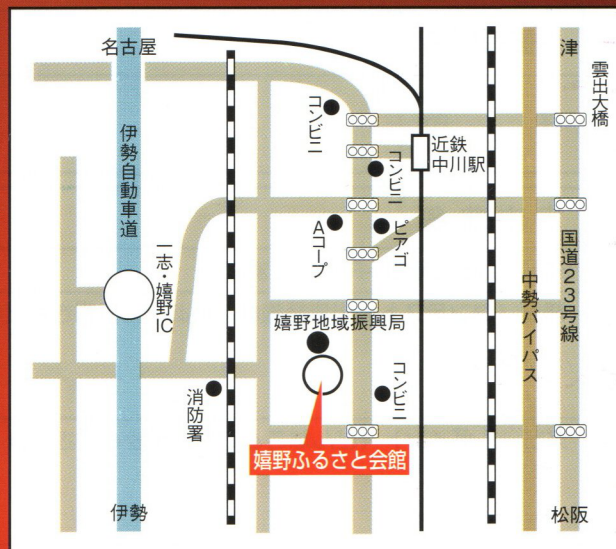 名古屋
津
雲出大橋
コンビニ
近鉄
中川駅
コンビニ
伊勢自動車道
Aコープ
ピアゴ
一志・嬉野IC
国道23号線
中勢バイパス
嬉野地域振興局
消防署
コンビニ
嬉野ふるさと会館
伊勢
松阪